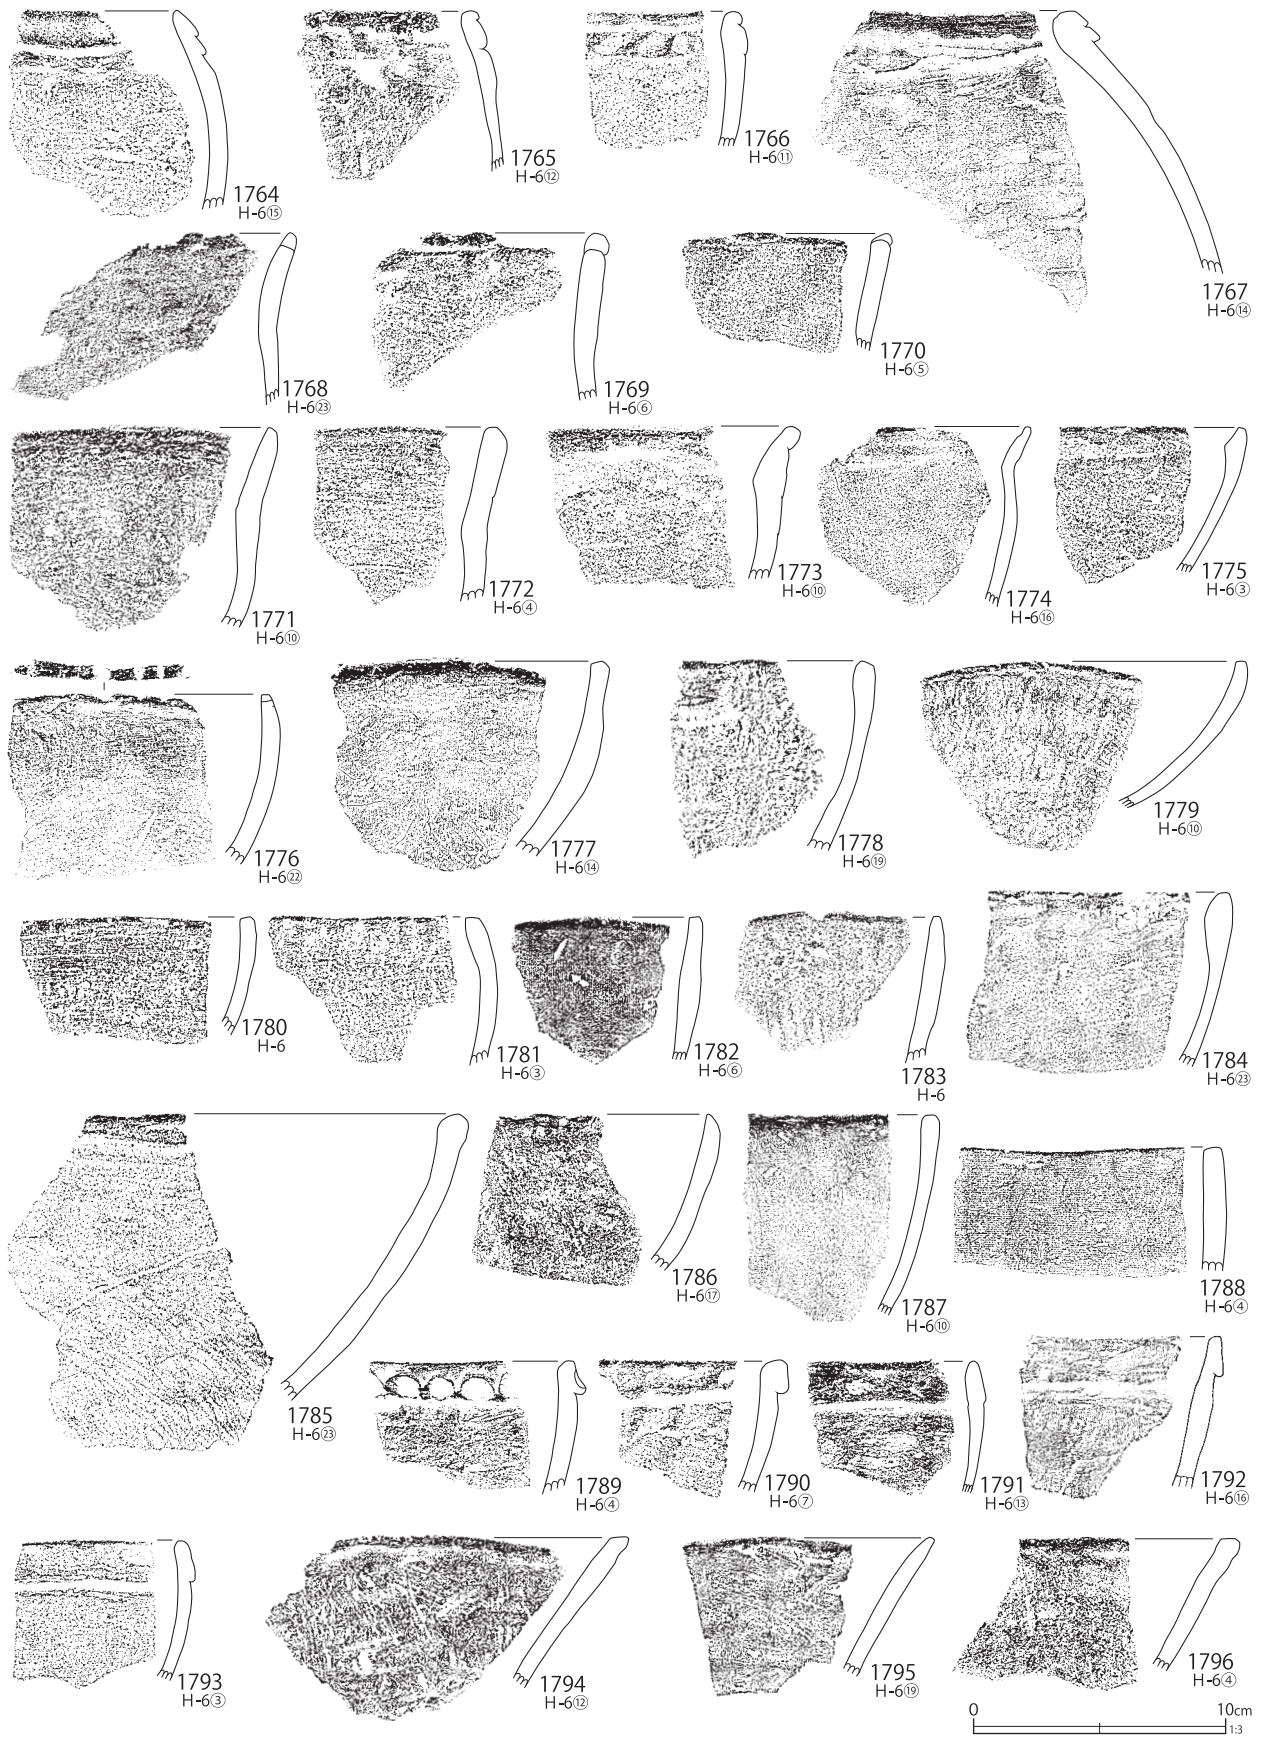 1764
H-6⑮
1765
H-6⑫
1766
H-6⑪
1767
H-6⑭
1768
H-6㉓
1769
H-6⑥
1770
H-6⑤
1771
H-6⑩
1772
H-6④
1773
H-6⑩
1774
H-6⑯
1775
H-6③
1776
H-6㉒
1777
H-6⑭
1778
H-6⑲
1779
H-6⑩
1780
H-6
1781
H-6③
1782
H-6⑥
1783
H-6
1784
H-6㉓
1785
H-6㉓
1786
H-6⑰
1787
H-6⑩
1788
H-6④
1789
H-6④
1790
H-6⑦
1791
H-6⑬
1792
H-6⑯
1793
H-6③
1794
H-6⑫
1795
H-6⑲
1796
H-6④
0 10cm
1:3